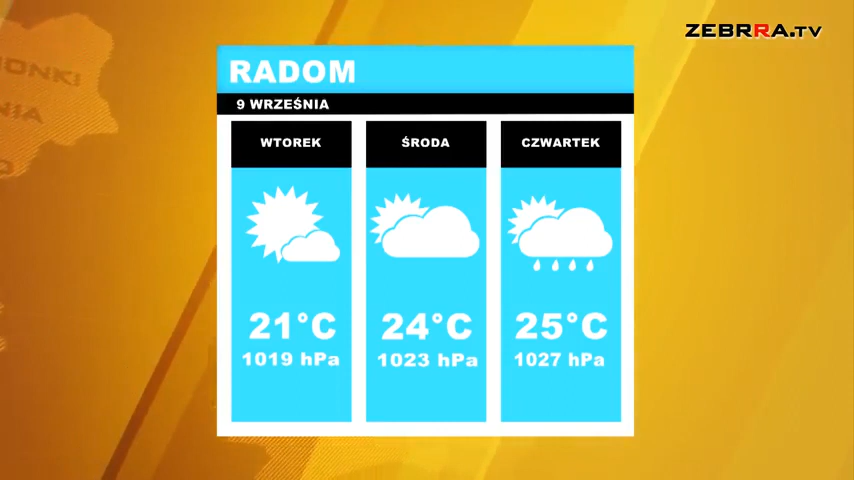 ZEBRRA.TV
RADOM
9 WRZEŚNIA
WTOREK
ŚRODA
CZWARTEK
21°C
24°C
25°C
1019 hPa
1023 hPa
1027 hPa